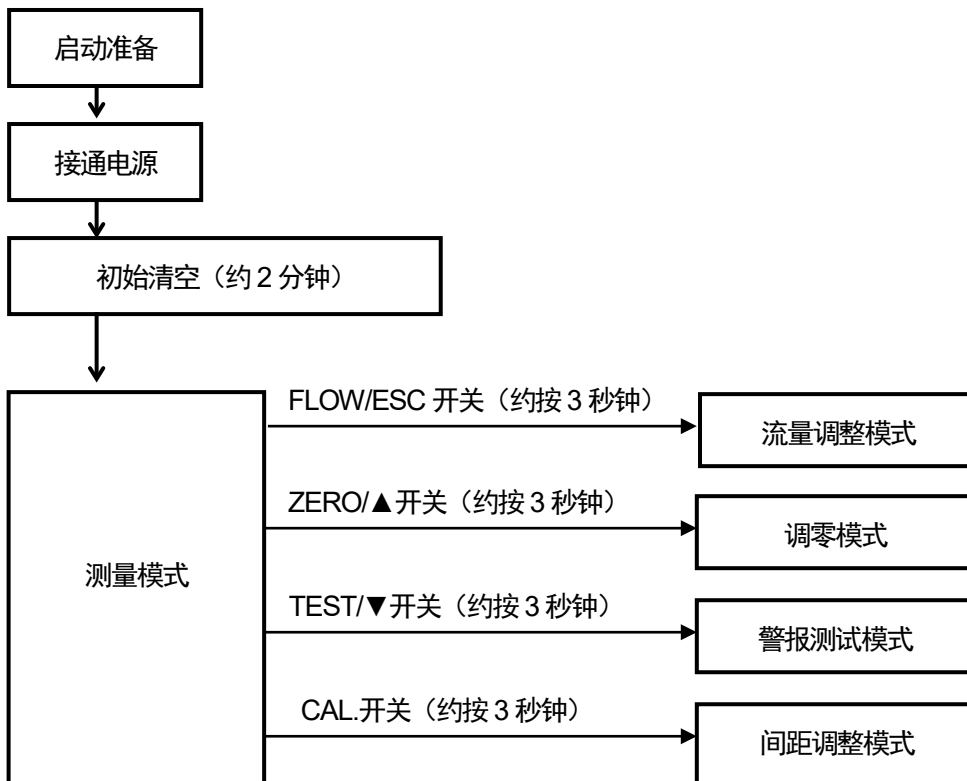 启动准备
接通电源
初始清空（约 2 分钟）
测量模式
FLOW/ESC 开关（约按 3 秒钟）
流量调整模式
ZERO/▲开关（约按 3 秒钟）
调零模式
TEST/▼开关（约按 3 秒钟）
警报测试模式
CAL.开关（约按 3 秒钟）
间距调整模式